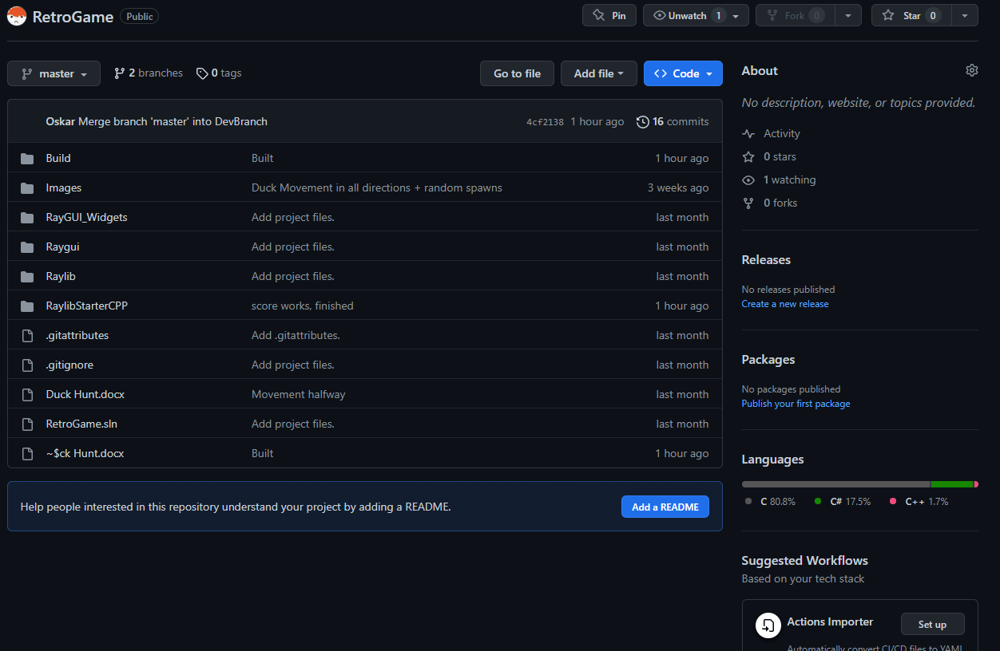 RetroGame Public Pin Unwatch 1 Fork 0 Star 0
master 2 branches 0 tags Go to file Add file Code
Oskar Merge branch 'master' into DevBranch 4cf2138 1 hour ago 16 commits
Build Built 1 hour ago
Images Duck Movement in all directions + random spawns 3 weeks ago
RayGUI_Widgets Add project files. last month
Raygui Add project files. last month
Raylib Add project files. last month
RaylibStarterCPP score works, finished 1 hour ago
.gitattributes Add .gitattributes. last month
.gitignore Add project files. last month
Duck Hunt.docx Movement halfway last month
RetroGame.sln Add project files. last month
~$ck Hunt.docx Built 1 hour ago
Help people interested in this repository understand your project by adding a README. Add a README
About
No description, website, or topics provided.
Activity
0 stars
1 watching
0 forks
Releases
No releases published
Create a new release
Packages
No packages published
Publish your first package
Languages
C 80.8% C# 17.5% C++ 1.7%
Suggested Workflows
Based on your tech stack
Actions Importer Set up
Automatically convert CI/CD files to YAML